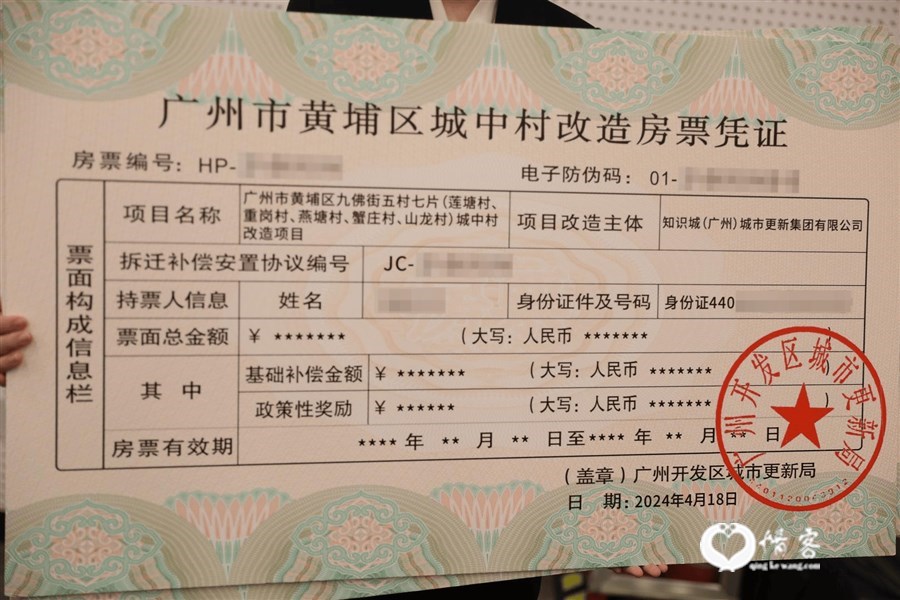 广州市黄埔区城中村改造房票凭证
房票编号：HP-
电子防伪码：01-
票面构成信息栏
项目名称
广州市黄埔区九佛街五村七片（莲塘村、
重岗村、燕塘村、蟹庄村、山龙村）城中村
改造项目
项目改造主体
知识城（广州）城市更新集团有限公司
拆迁补偿安置协议编号
JC-
持票人信息
姓名
身份证件及号码
身份证440
票面总金额
￥ *******
（大写：人民币 *******
）
其 中
基础补偿金额
￥ *******
（大写：人民币 *******
政策性奖励
￥ ******
（大写：人民币 *******
）
房票有效期
**** 年 ** 月 ** 日至**** 年 ** 月 ** 日
（盖章）广州开发区城市更新局
日 期：2024年4月18日
广州开发区城市更新局
情客
qingkewang.com